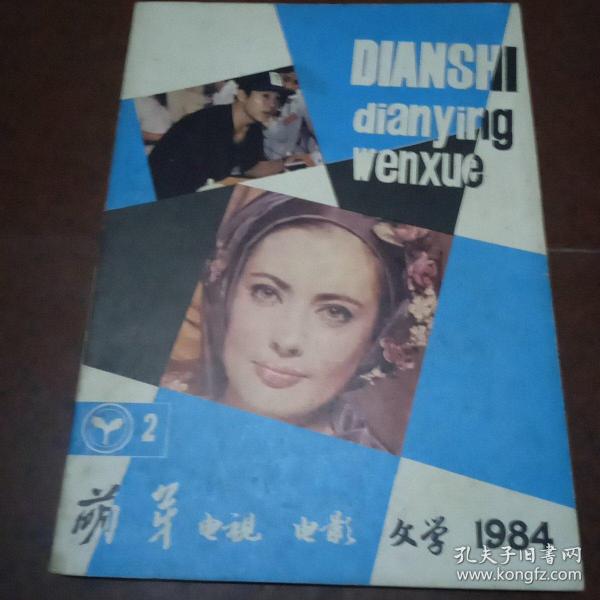 DIANSHI
dianying
wenxue
2
萌芽 电视 电影 文学 1984
孔夫子旧书网
www.kongfz.com